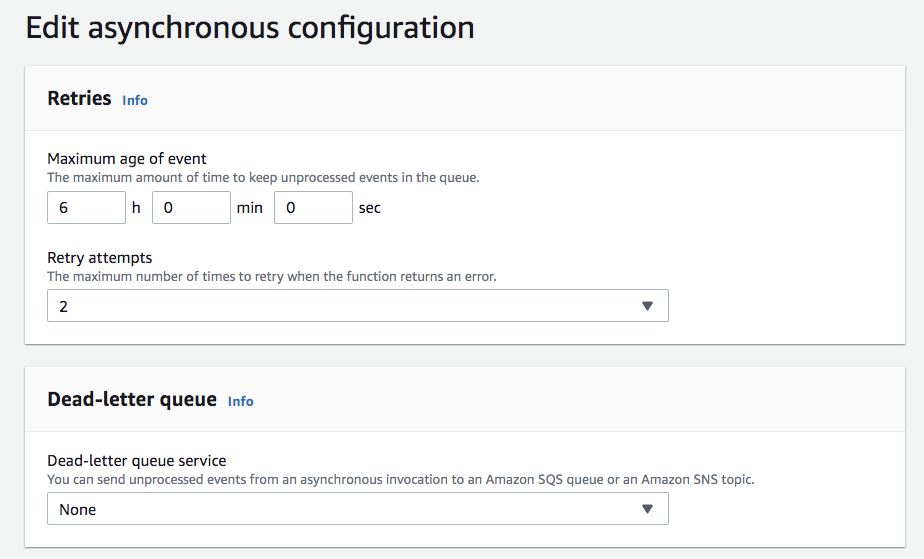 Edit asynchronous configuration
Retries Info
Maximum age of event
The maximum amount of time to keep unprocessed events in the queue.
6 h 0 min 0 sec
Retry attempts
The maximum number of times to retry when the function returns an error.
2
Dead-letter queue Info
Dead-letter queue service
You can send unprocessed events from an asynchronous invocation to an Amazon SQS queue or an Amazon SNS topic.
None